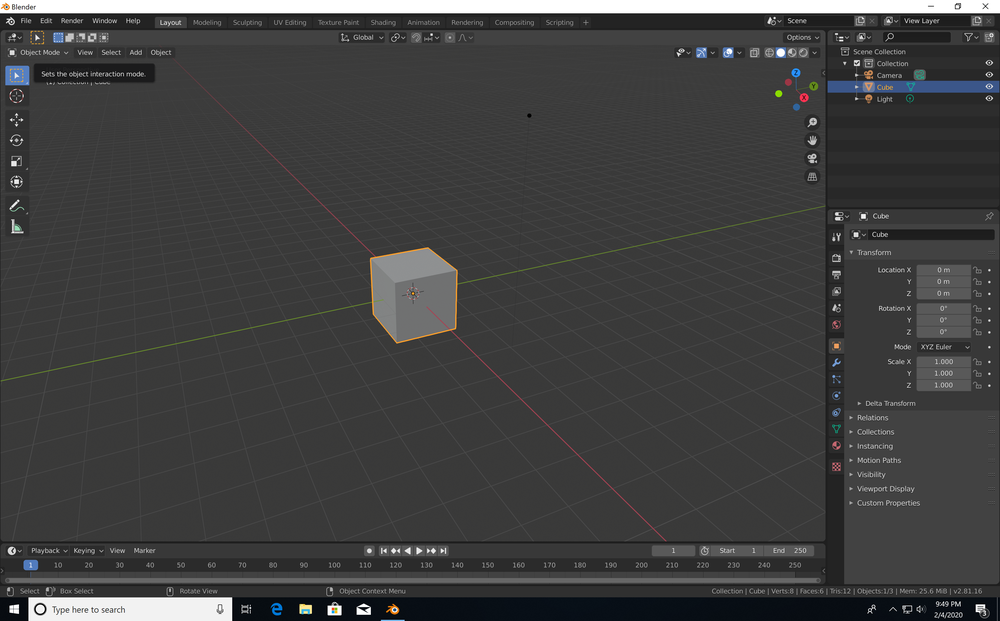 Blender
File Edit Render Window Help Layout Modeling Sculpting UV Editing Texture Paint Shading Animation Rendering Compositing Scripting + Scene View Layer
Global Options
Object Mode View Select Add Object
Sets the object interaction mode.
Scene Collection
Collection
Camera
Cube
Light
Z
Y
X
Cube
Cube
Transform
Location X 0 m
Y 0 m
Z 0 m
Rotation X 0°
Y 0°
Z 0°
Mode XYZ Euler
Scale X 1.000
Y 1.000
Z 1.000
Delta Transform
Relations
Collections
Instancing
Motion Paths
Visibility
Viewport Display
Custom Properties
Playback Keying View Marker 1 Start 1 End 250
1 10 20 30 40 50 60 70 80 90 100 110 120 130 140 150 160 170 180 190 200 210 220 230 240 250
Select Box Select Rotate View Object Context Menu Collection | Cube | Verts:8 | Faces:6 | Tris:12 | Objects:1/3 | Mem: 25.6 MiB | v2.81.16
Type here to search
9:49 PM
2/4/2020
3